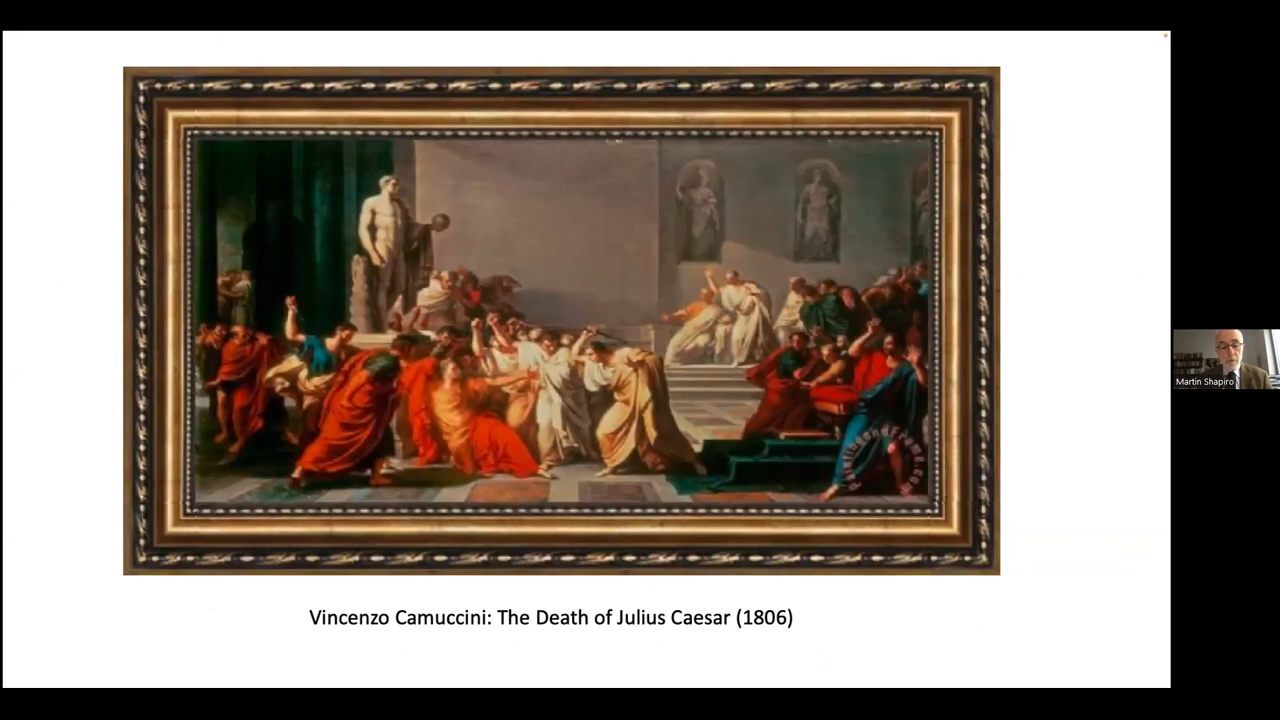 Vincenzo Camuccini: The Death of Julius Caesar (1806)
Martin Shapiro